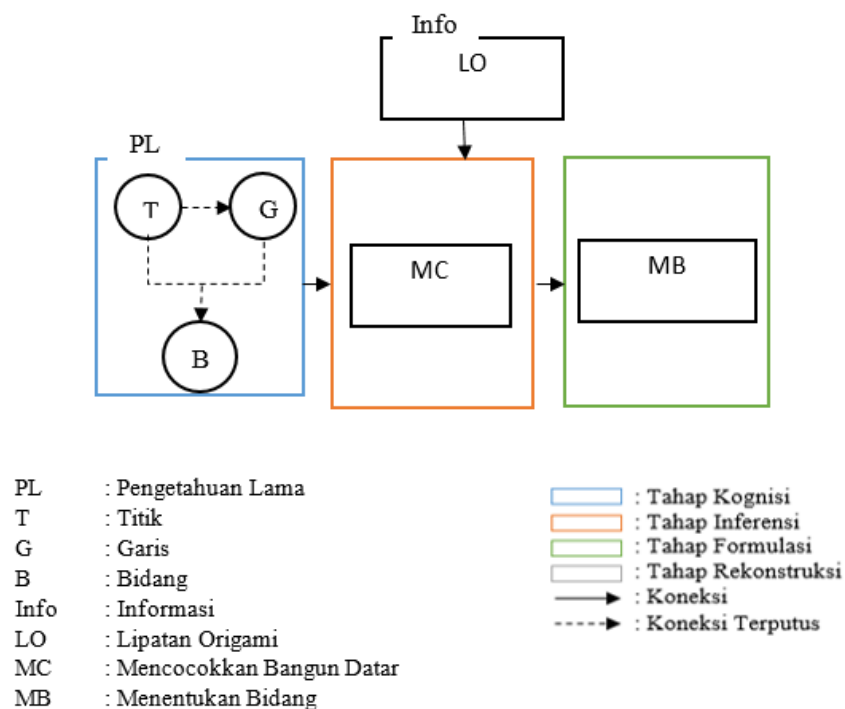 Info
LO
PL
T
G
MC
MB
B
PL : Pengetahuan Lama
T : Titik
G : Garis
B : Bidang
Info : Informasi
LO : Lipatan Origami
MC : Mencocokkan Bangun Datar
MB : Menentukan Bidang
: Tahap Kognisi
: Tahap Inferensi
: Tahap Formulasi
: Tahap Rekonstruksi
: Koneksi
: Koneksi Terputus